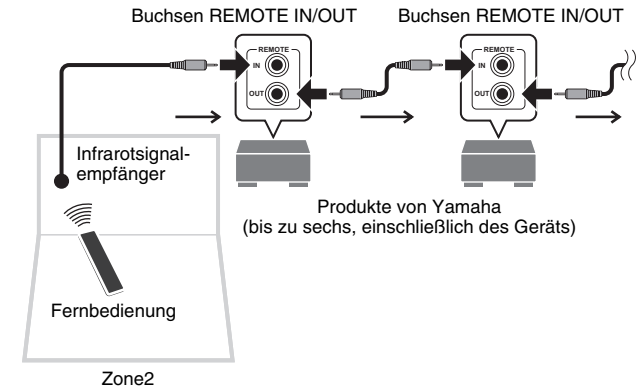 Buchsen REMOTE IN/OUT
Buchsen REMOTE IN/OUT
REMOTE
IN
OUT
REMOTE
IN
OUT
Infrarotsignal-
empfänger
Produkte von Yamaha
(bis zu sechs, einschließlich des Geräts)
Fernbedienung
Zone2